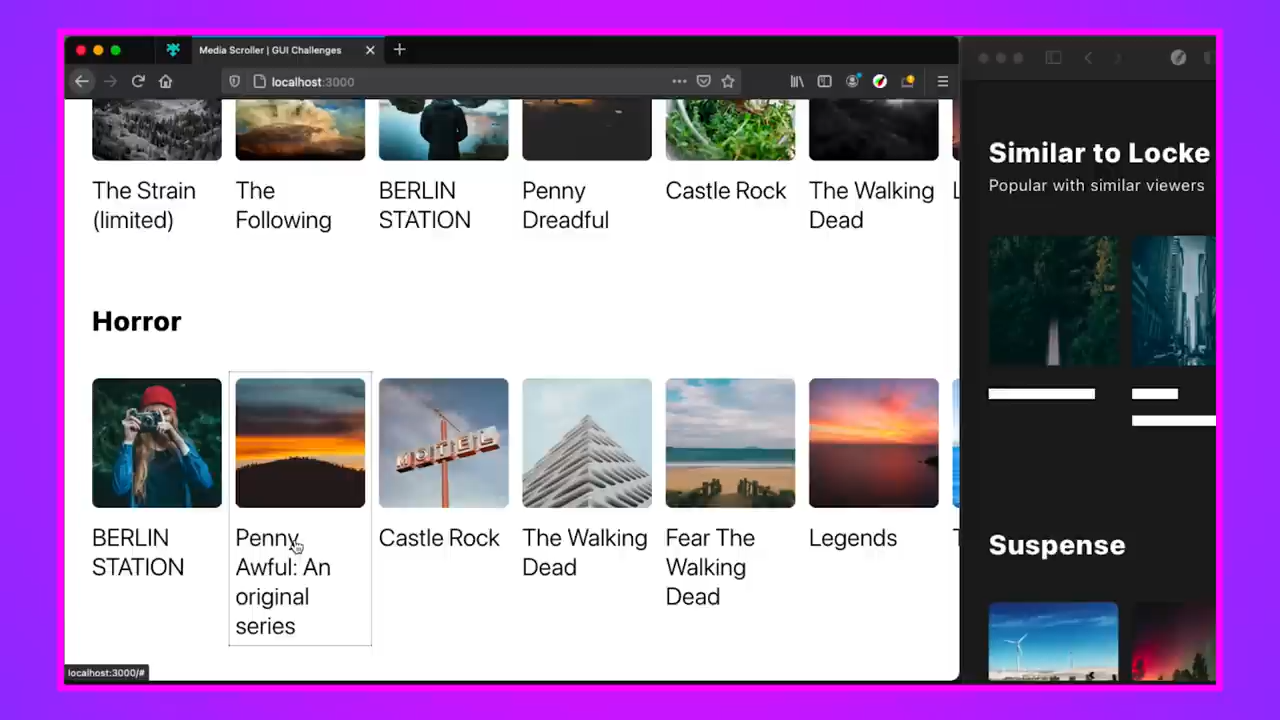 Media Scroller | GUI Challenges
localhost:3000
The Strain
(limited)
The
Following
BERLIN
STATION
Penny
Dreadful
Castle Rock
The Walking
Dead
Horror
MOTEL
BERLIN
STATION
Penny
Awful: An
original
series
Castle Rock
The Walking
Dead
Fear The
Walking
Dead
Legends
localhost:3000/#
Similar to Locke
Popular with similar viewers
Suspense